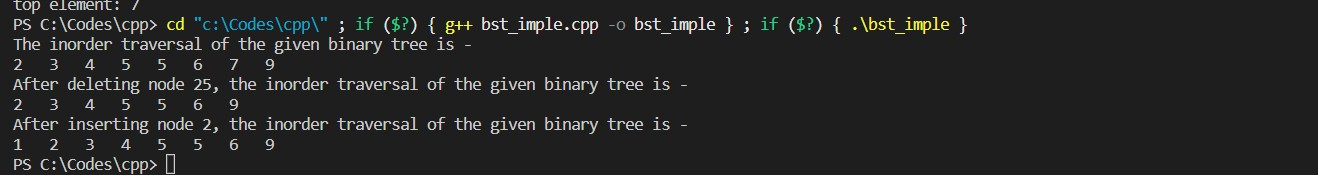 top element: 7
PS C:\Codes\cpp> cd "c:\Codes\cpp\" ; if ($?) { g++ bst_imple.cpp -o bst_imple } ; if ($?) { .\bst_imple }
The inorder traversal of the given binary tree is -
2   3   4   5   5   6   7   9
After deleting node 25, the inorder traversal of the given binary tree is -
2   3   4   5   5   6   9
After inserting node 2, the inorder traversal of the given binary tree is -
1   2   3   4   5   5   6   9
PS C:\Codes\cpp>